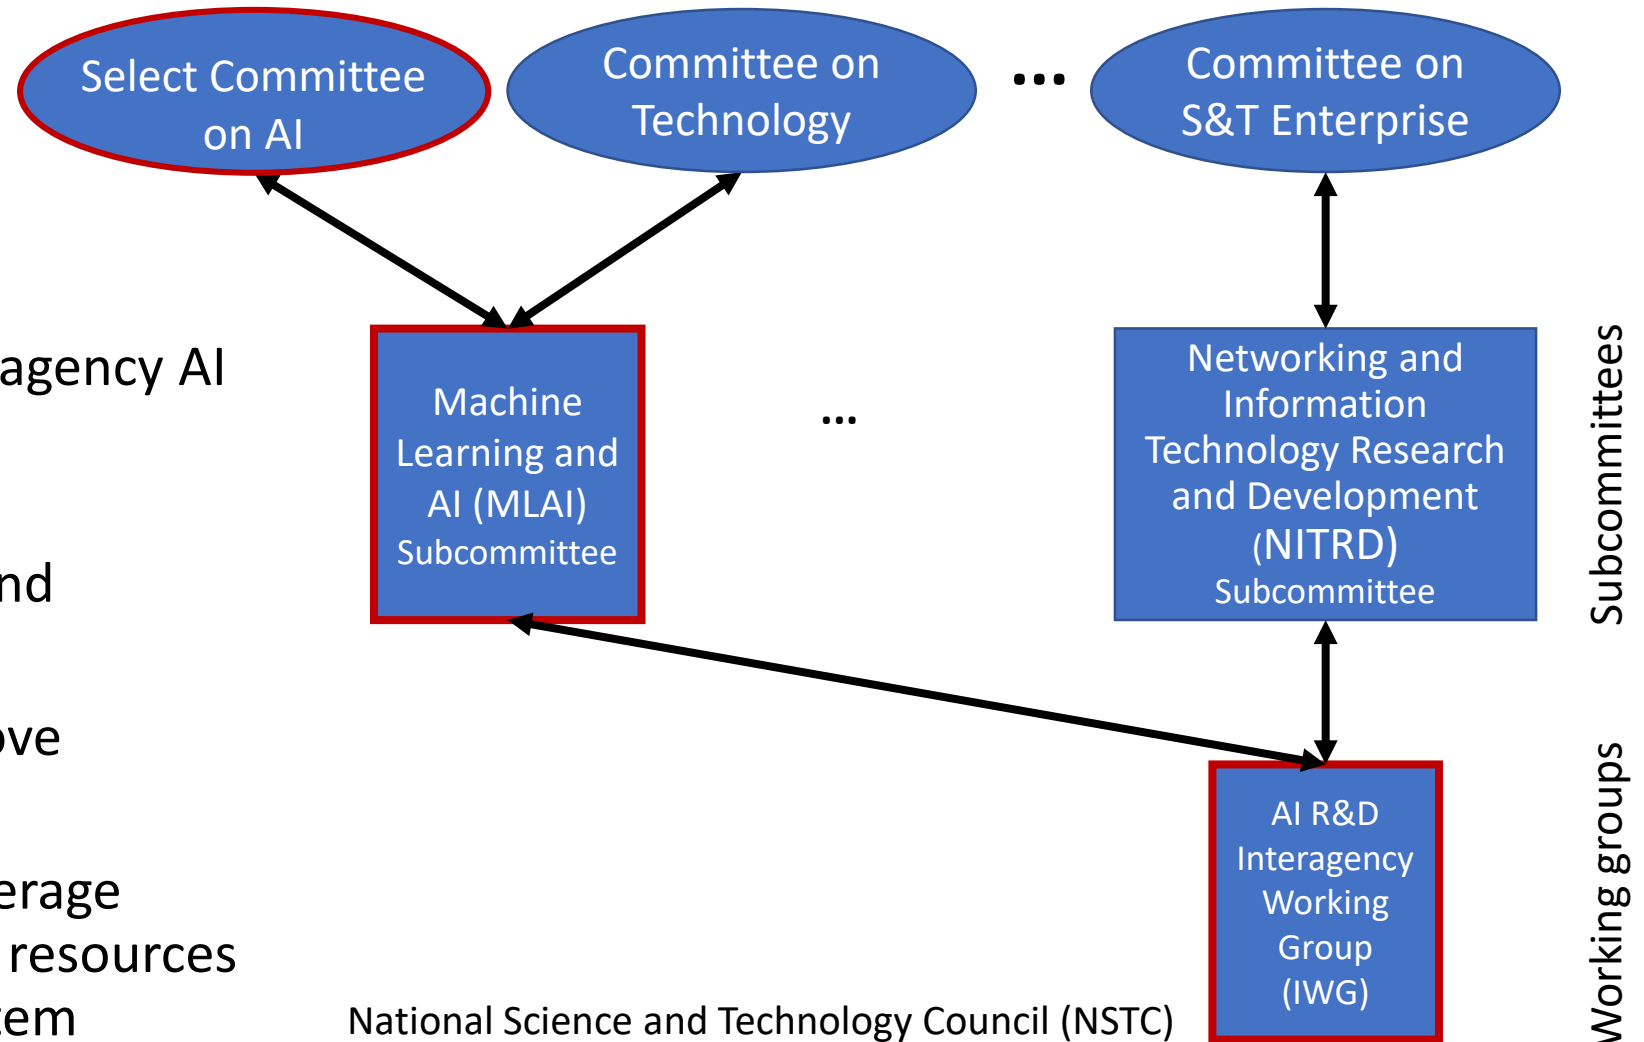 Select Committee
on AI
Committee on
Technology
...
Committee on
S&T Enterprise
agency AI
Machine
Learning and
AI (MLAI)
Subcommittee
...
Networking and
Information
Technology Research
and Development
(NITRD)
Subcommittee
Subcommittees
nd
ove
erage
resources
tem
AI R&D
Interagency
Working
Group
(IWG)
Working groups
National Science and Technology Council (NSTC)